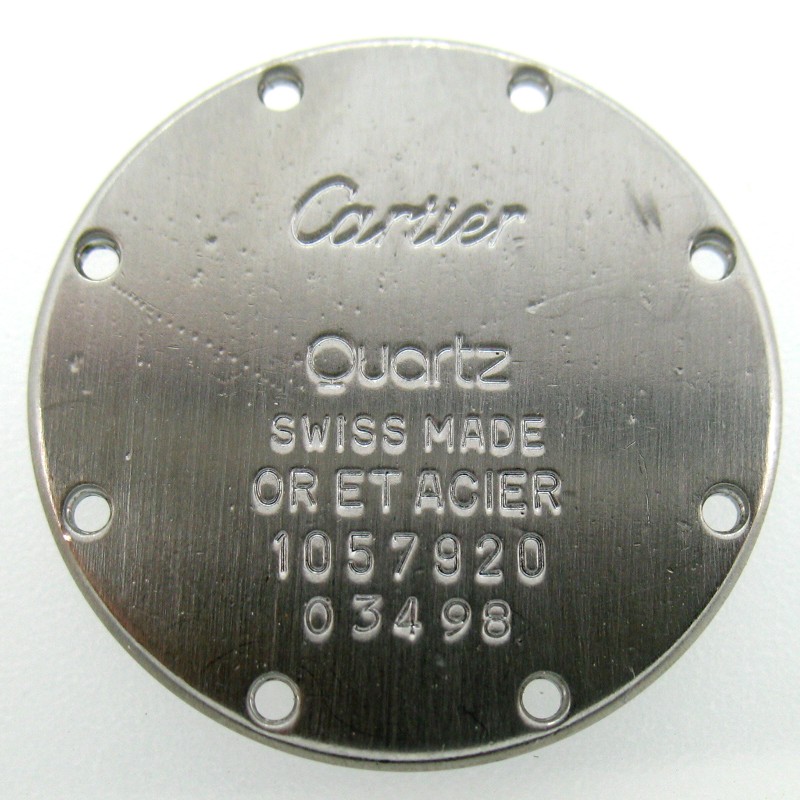 Cartier
Quartz
SWISS MADE
OR ET ACIER
1057920
03498